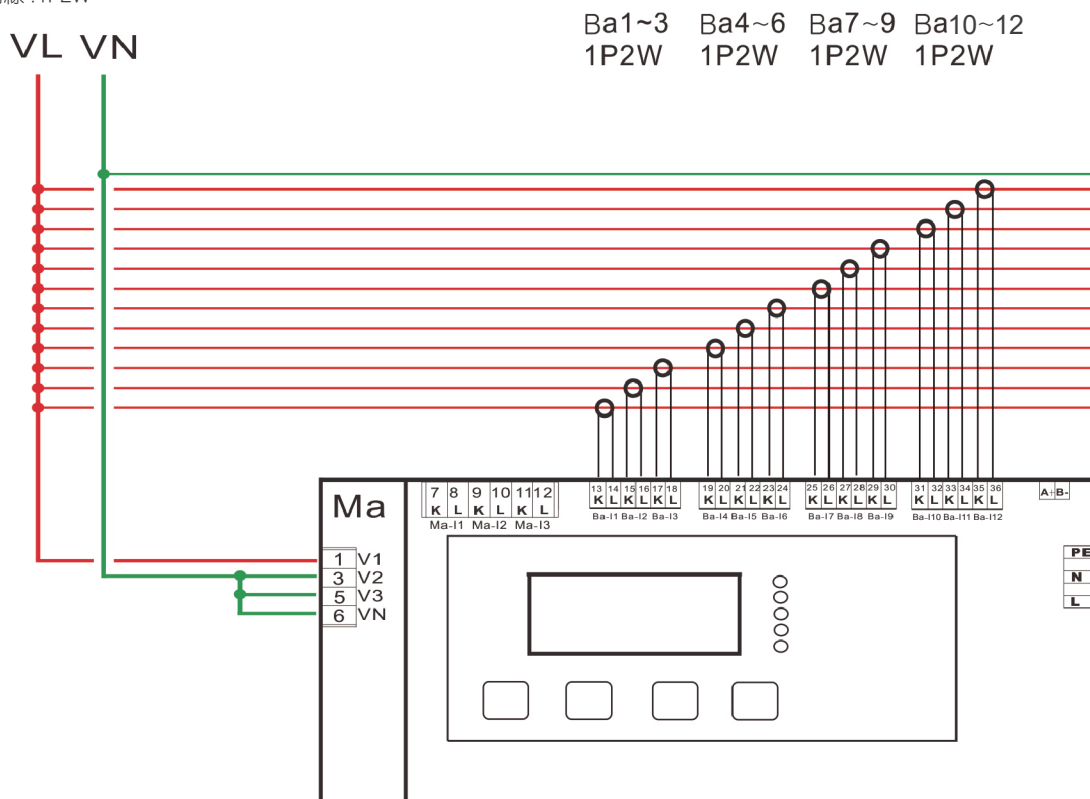 線:1P2W
VL VN
Ba1~3 Ba4~6 Ba7~9 Ba10~12
1P2W 1P2W 1P2W 1P2W
Ma
7 8 9 10 11 12
K L K L K L
Ma-I1 Ma-I2 Ma-I3
13 14 15 16 17 18
K L K L K L
Ba-I1 Ba-I2 Ba-I3
19 20 21 22 23 24
K L K L K L
Ba-I4 Ba-I5 Ba-I6
25 26 27 28 29 30
K L K L K L
Ba-I7 Ba-I8 Ba-I9
31 32 33 34 35 36
K L K L K L
Ba-I10 Ba-I11 Ba-I12
A+ B-
1 V1
3 V2
5 V3
6 VN
PE
N
L